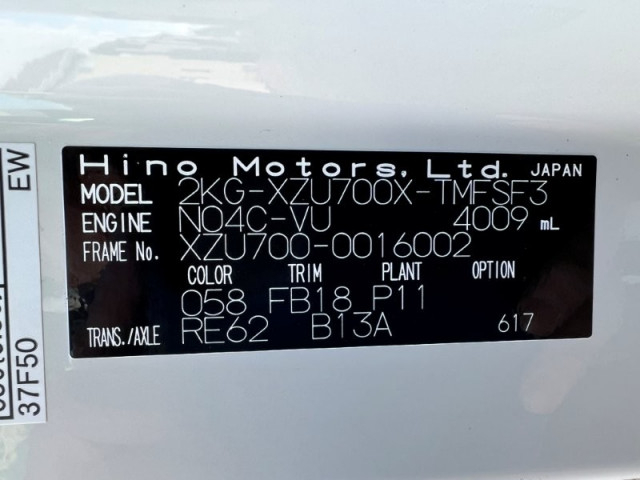 Hino Motors, Ltd. JAPAN
MODEL 2KG-XZU700X-TMFSF3
ENGINE N04C-VU 4009 mL
FRAME No. XZU700-0016002
COLOR TRIM PLANT OPTION
058 FB18 P11
TRANS./AXLE RE62 B13A 617
EW
37F50